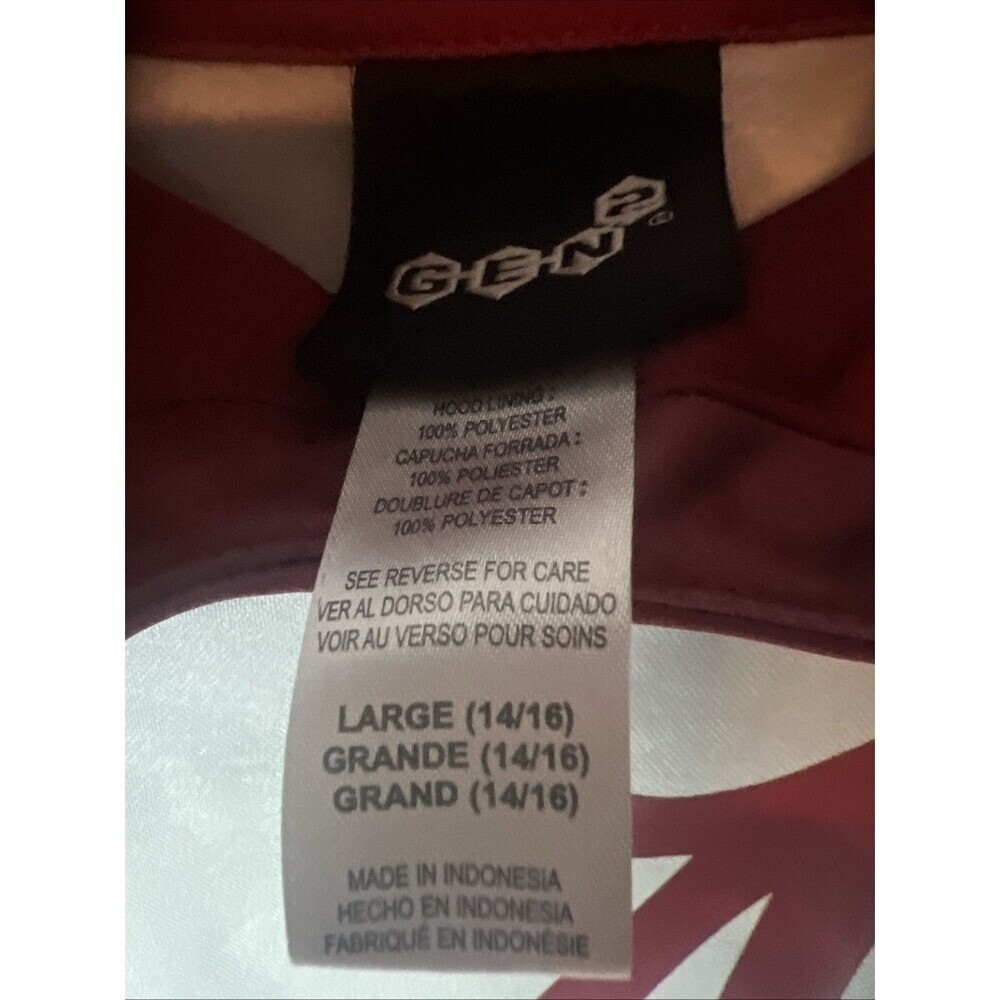 GEN2
HOOD LINING:
100% POLYESTER
CAPUCHA FORRADA:
100% POLIESTER
DOUBLURE DE CAPOT:
100% POLYESTER
SEE REVERSE FOR CARE
VER AL DORSO PARA CUIDADO
VOIR AU VERSO POUR SOINS
LARGE (14/16)
GRANDE (14/16)
GRAND (14/16)
MADE IN INDONESIA
HECHO EN INDONESIA
FABRIQUÉ EN INDONÉSIE